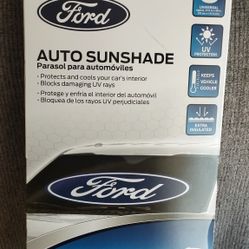 Ford
UNIVERSAL
AUTO SUNSHADE
Parasol para automóviles
• Protects and cools your car's interior
• Blocks damaging UV rays
• Protege y enfría el interior del automóvil
• Bloquea de los rayos UV perjudiciales
UV
PROTECTION
KEEPS
VEHICLE
COOLER
EXTRA
INSULATED
Ford